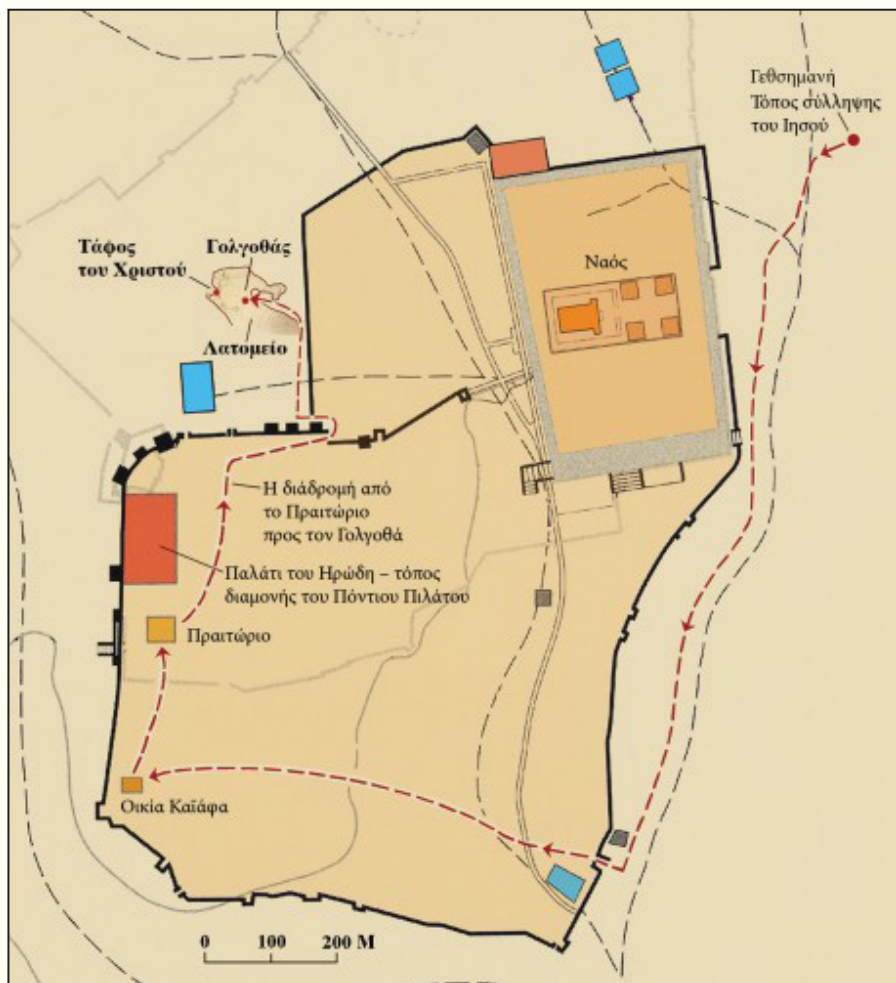 Γεθσημανή
Τόπος σύλληψης
του Ιησού
Τάφος
του Χριστού
Γολγοθάς
Ναός
Λατομείο
Η διάδρομή από
το Πραιτώριο
προς τον Γολγοθά
Παλάτι του Ηρώδη – τόπος
διαμονής του Πόντιου Πιλάτου
Πραιτώριο
Οικία Καϊάφα
0 100 200 M